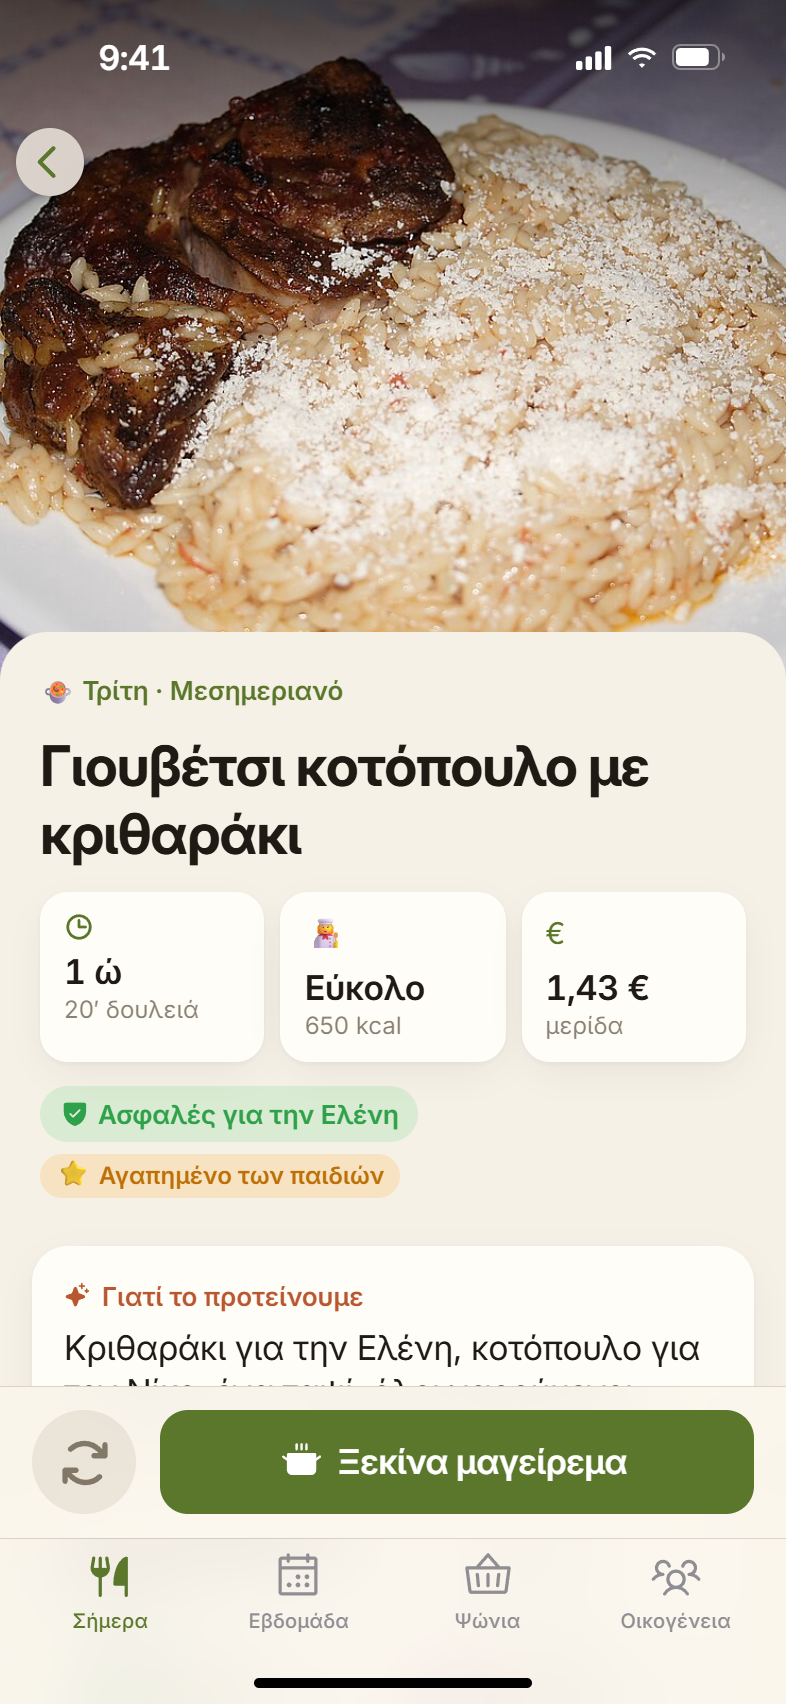 9:41
Τρίτη · Μεσημεριανό
Γιουβέτσι κοτόπουλο με
κριθαράκι
1 ώ
20′ δουλειά
Εύκολο
650 kcal
€
1,43 €
μερίδα
Ασφαλές για την Ελένη
Αγαπημένο των παιδιών
Γιατί το προτείνουμε
Κριθαράκι για την Ελένη, κοτόπουλο για
Ξεκίνα μαγείρεμα
Σήμερα
Εβδομάδα
Ψώνια
Οικογένεια